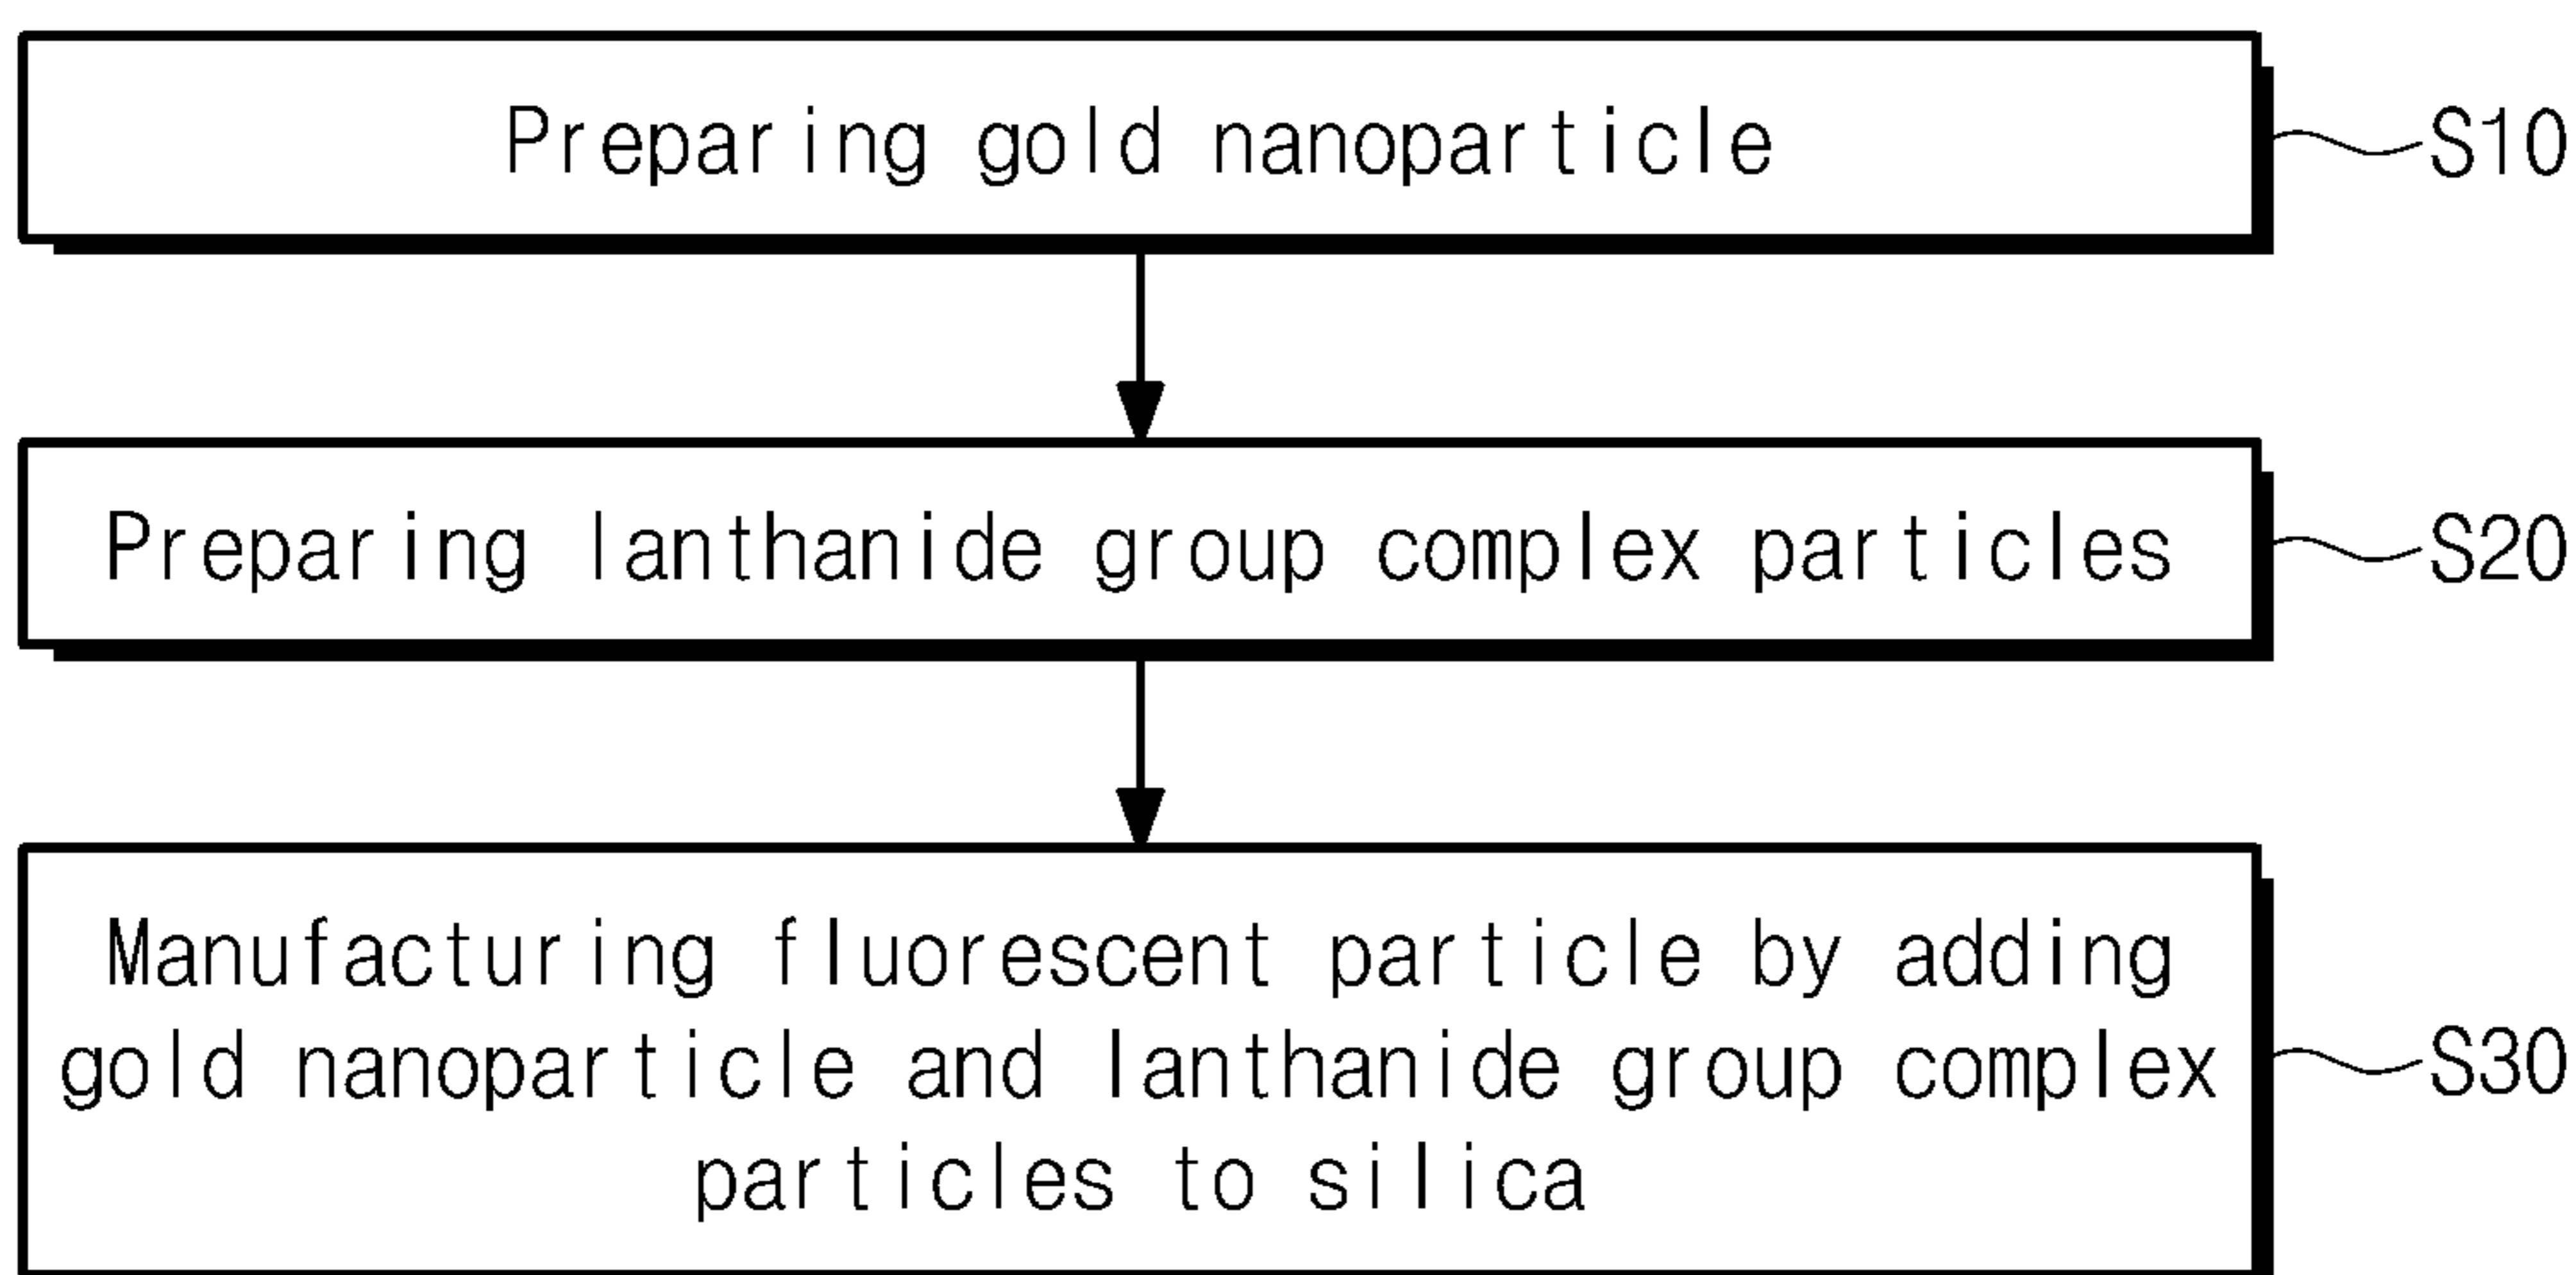 Preparing gold nanoparticle
S10
Preparing lanthanide group complex particles
S20
Manufacturing fluorescent particle by adding
gold nanoparticle and lanthanide group complex
particles to silica
S30